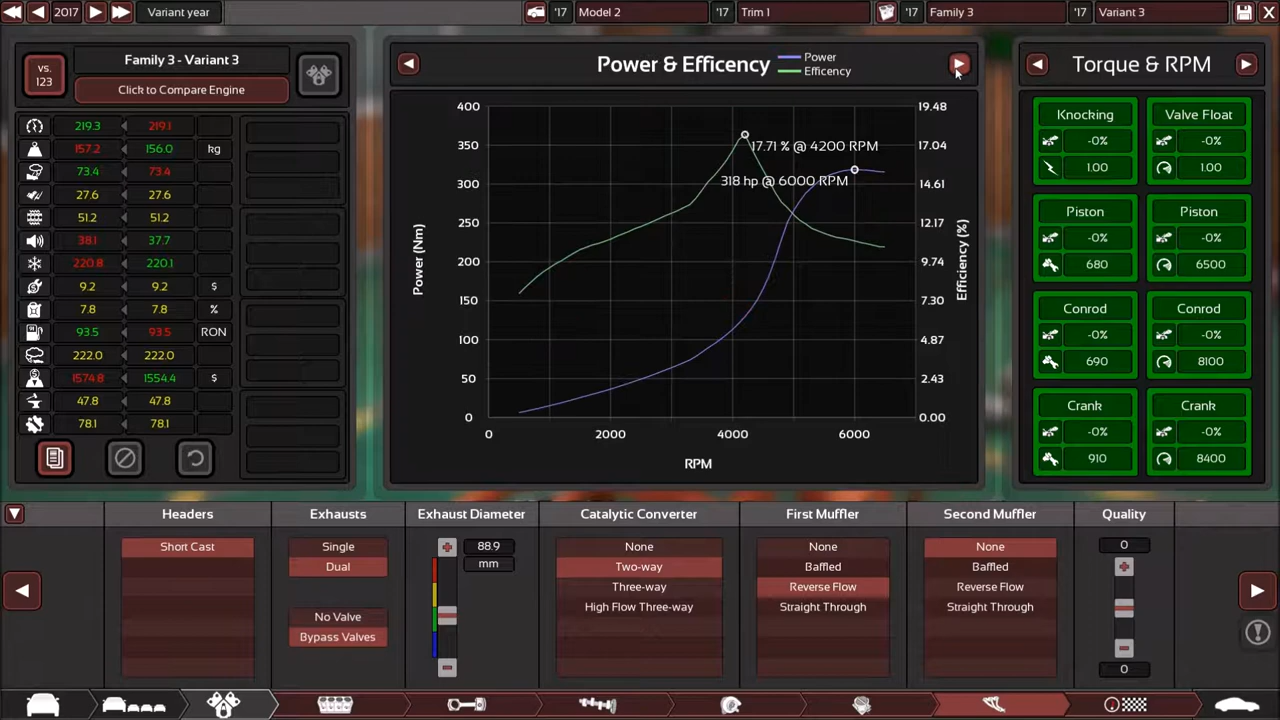 2017
Variant year
'17
Model 2
'17
Trim 1
'17
Family 3
'17
Variant 3
vs.
123
Family 3 - Variant 3
Click to Compare Engine
219.3 219.1
157.2 156.0 kg
73.4 73.4
27.6 27.6
51.2 51.2
38.1 37.7
220.8 220.1
9.2 9.2 $
7.8 7.8 %
93.5 93.5 RON
222.0 222.0
1574.8 1554.4 $
47.8 47.8
78.1 78.1
Power & Efficency
Power
Efficency
400
350
300
250
200
150
100
50
0
19.48
17.04
14.61
12.17
9.74
7.30
4.87
2.43
0.00
17.71 % @ 4200 RPM
318 hp @ 6000 RPM
Power (Nm)
Efficiency (%)
0 2000 4000 6000
RPM
Torque & RPM
Knocking
-0%
1.00
Valve Float
-0%
1.00
Piston
-0%
680
Piston
-0%
6500
Conrod
-0%
690
Conrod
-0%
8100
Crank
-0%
910
Crank
-0%
8400
Headers
Short Cast
Exhausts
Single
Dual
No Valve
Bypass Valves
Exhaust Diameter
88.9
mm
Catalytic Converter
None
Two-way
Three-way
High Flow Three-way
First Muffler
None
Baffled
Reverse Flow
Straight Through
Second Muffler
None
Baffled
Reverse Flow
Straight Through
Quality
0
0